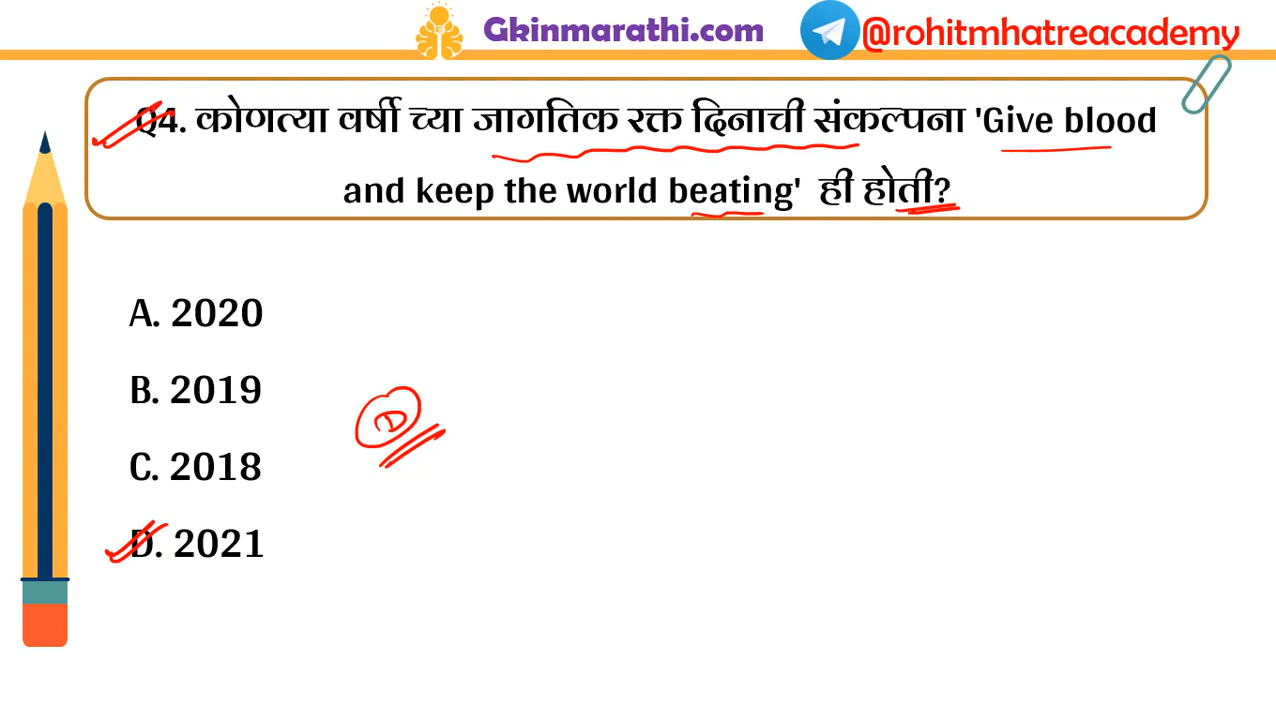 Gkinmarathi.com
@rohitmhatreacademy
Q4. कोणत्या वर्षी च्या जागतिक रक्त दिनाची संकल्पना 'Give blood
and keep the world beating' ही होती?
A. 2020
B. 2019
C. 2018
D
D. 2021